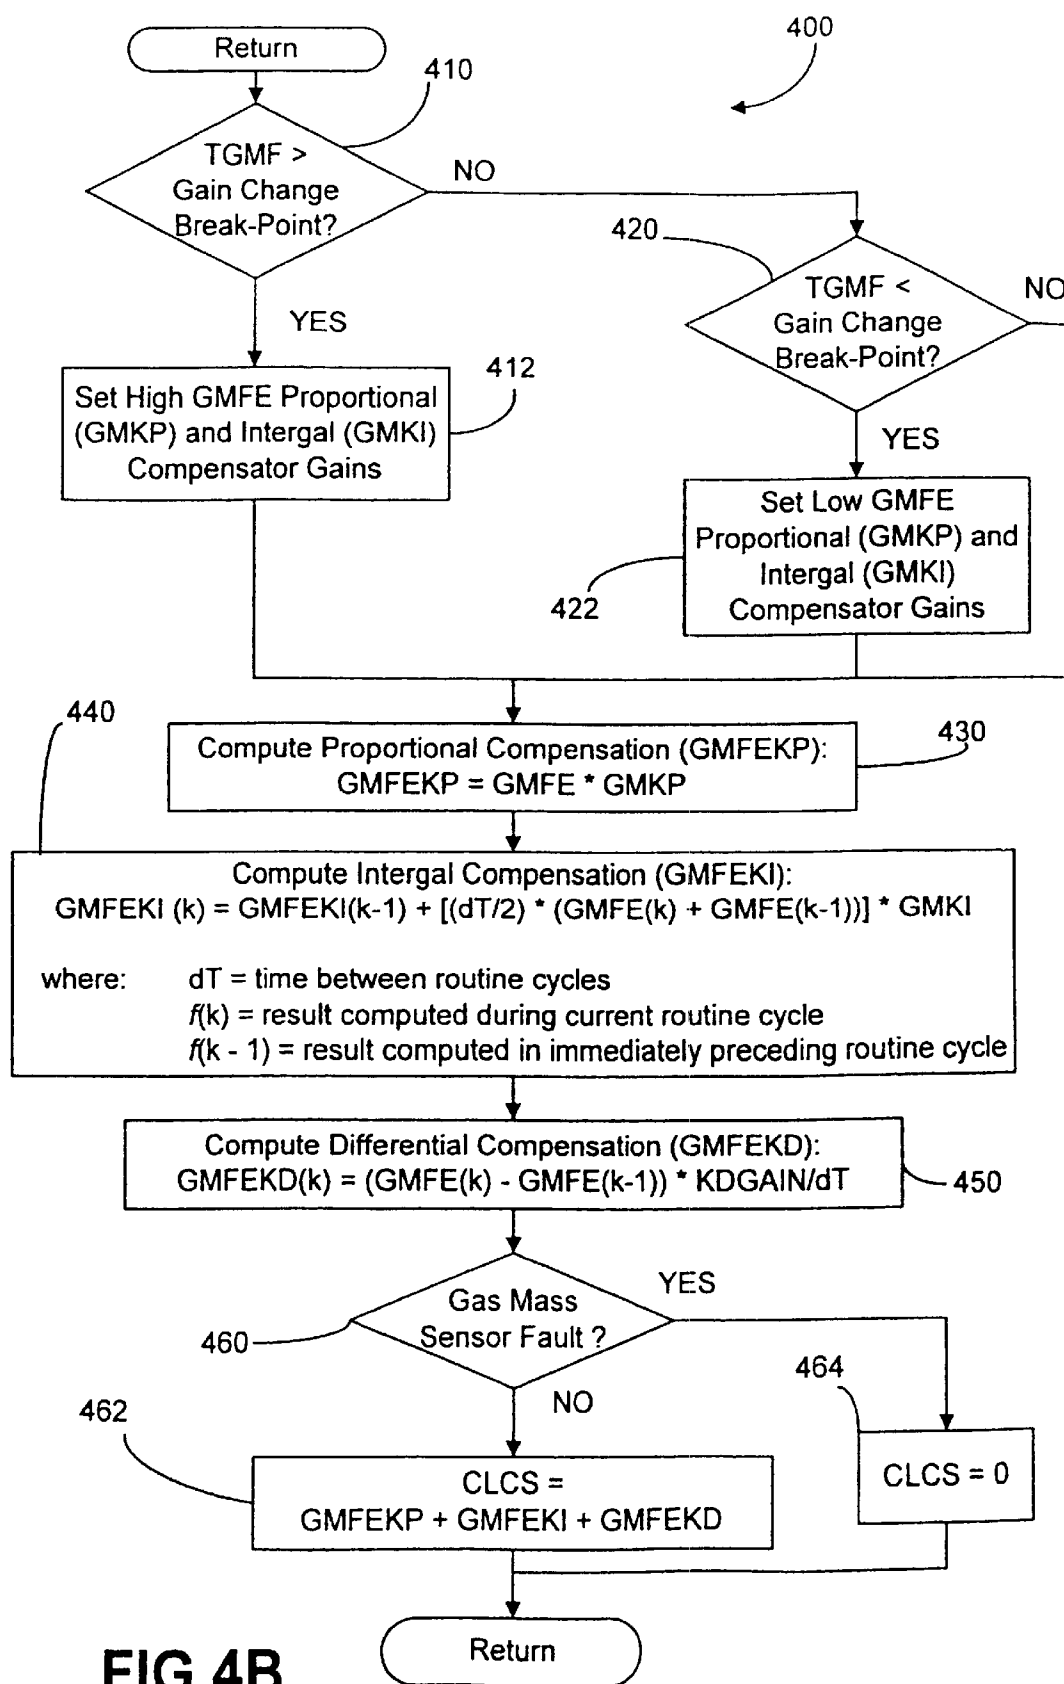 Return
400
410
TGMF >
Gain Change
Break-Point?
NO
420
TGMF <
Gain Change
Break-Point?
NO
YES
412
Set High GMFE Proportional
(GMKP) and Intergal (GMKI)
Compensator Gains
YES
Set Low GMFE
Proportional (GMKP) and
Intergal (GMKI)
Compensator Gains
422
440
430
Compute Proportional Compensation (GMFEKP):
GMFEKP = GMFE * GMKP
Compute Intergal Compensation (GMFEKI):
GMFEKI (k) = GMFEKI(k-1) + [(dT/2) * (GMFE(k) + GMFE(k-1))] * GMKI
where: dT = time between routine cycles
f(k) = result computed during current routine cycle
f(k - 1) = result computed in immediately preceding routine cycle
Compute Differential Compensation (GMFEKD):
GMFEKD(k) = (GMFE(k) - GMFE(k-1)) * KDGAIN/dT
450
Gas Mass
Sensor Fault ?
YES
460
NO
464
462
CLCS =
GMFEKP + GMFEKI + GMFEKD
CLCS = 0
Return
FIG 4B